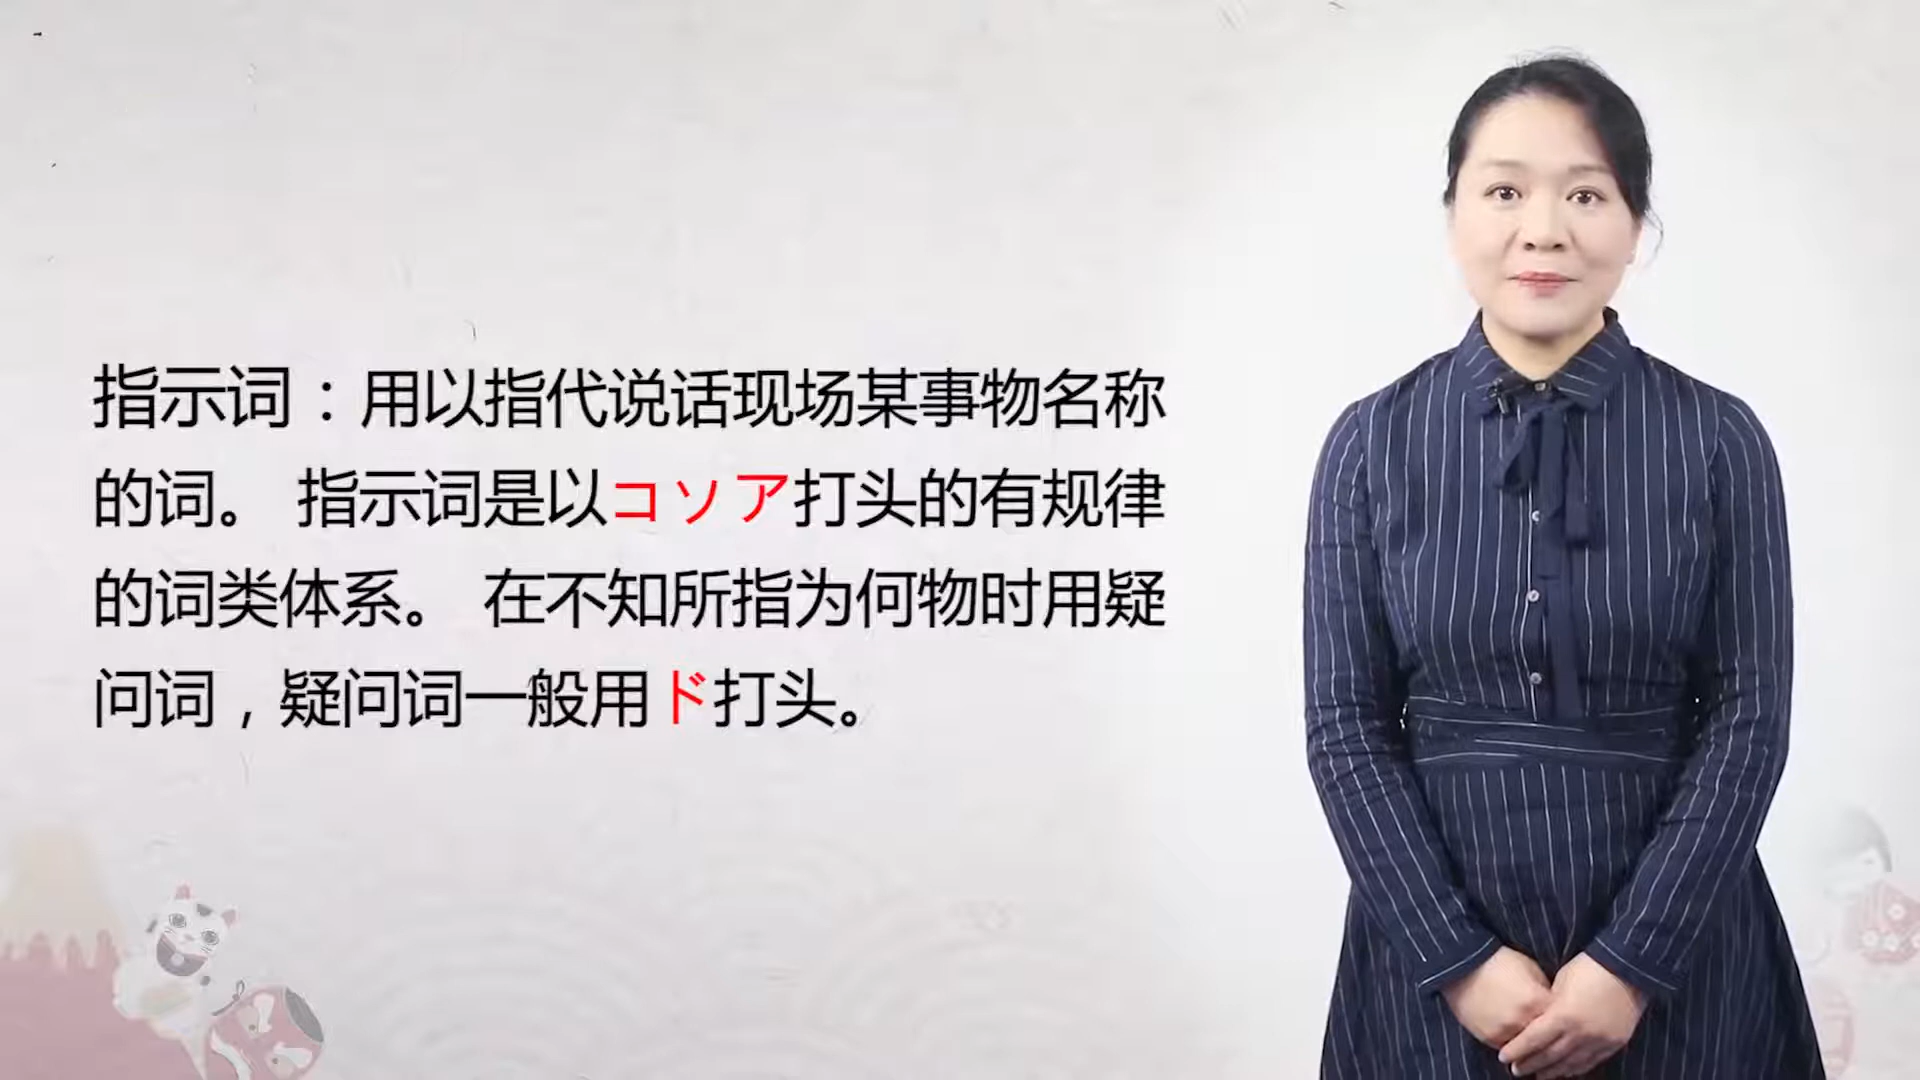 指示词：用以指代说话现场某事物名称
的词。 指示词是以コソア打头的有规律
的词类体系。 在不知所指为何物时用疑
问词，疑问词一般用ド打头。